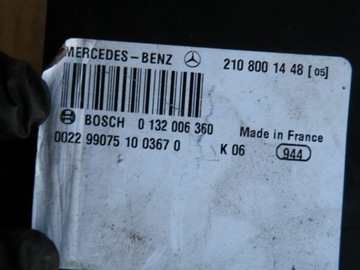 MERCEDES-BENZ 210 800 14 48 [05]
BOSCH 0 132 006 360 Made in France
0022 99075 10 0367 0 K 06 944